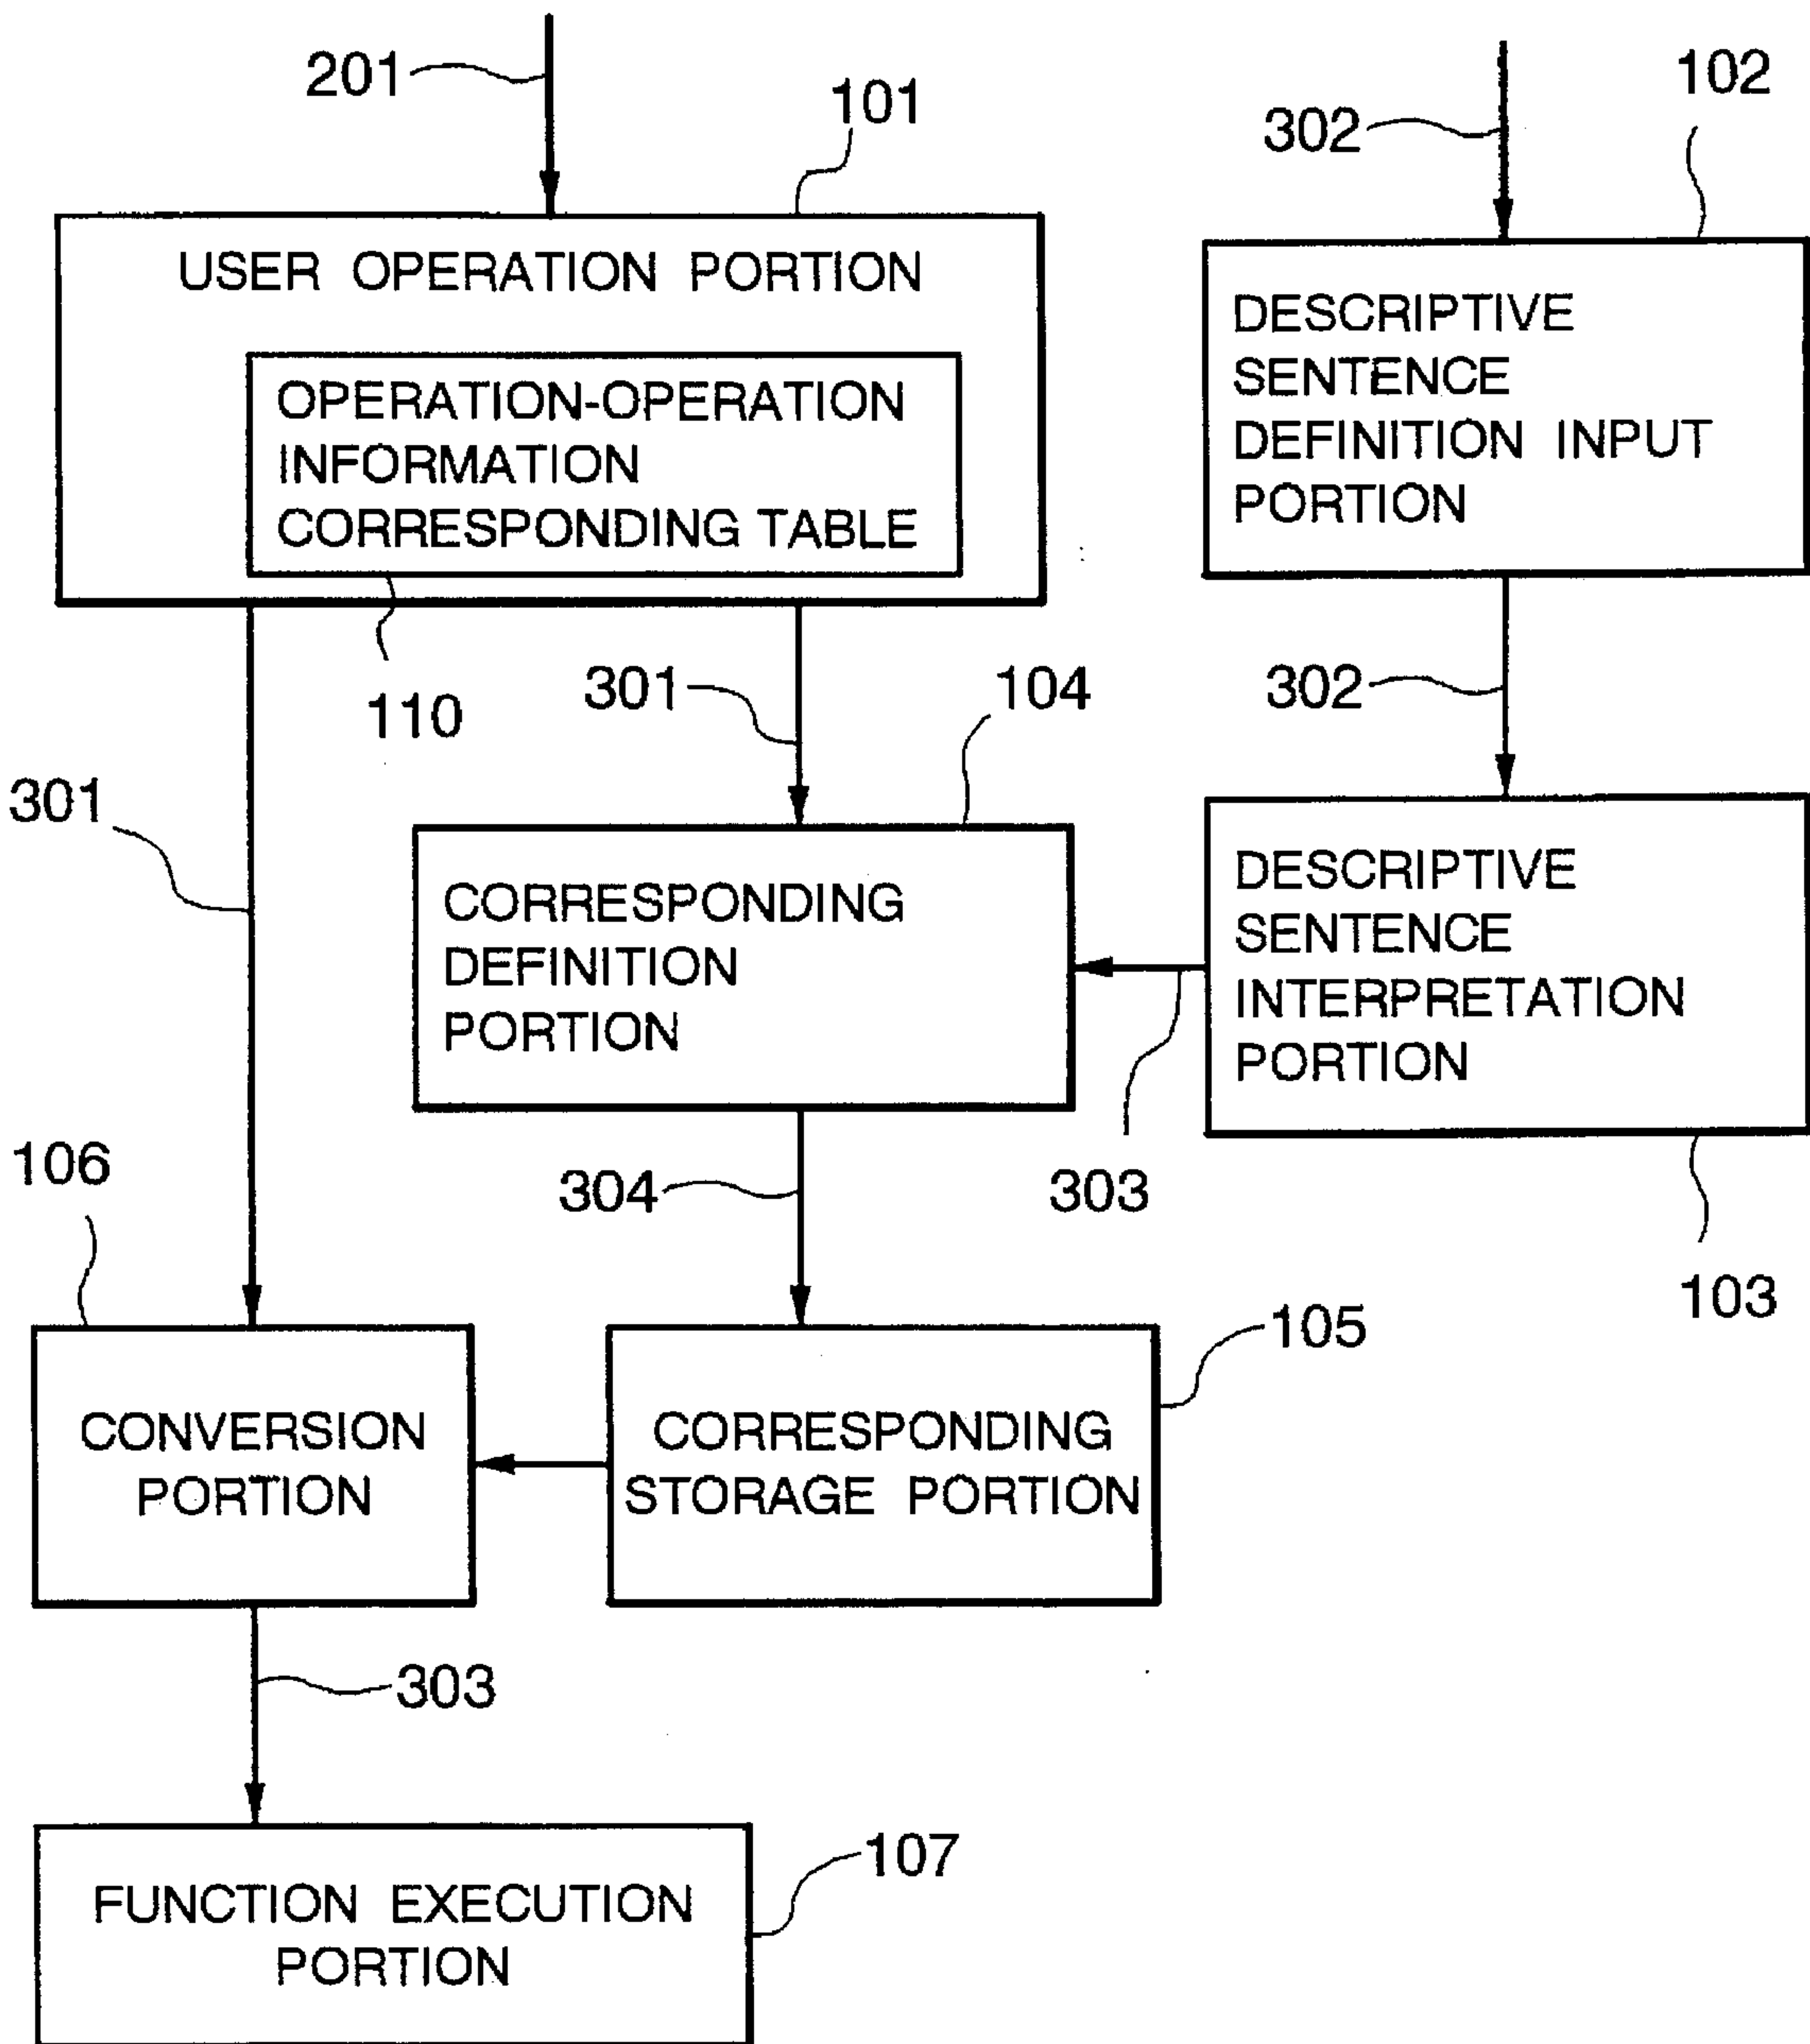 201
101
302
102
USER OPERATION PORTION
OPERATION-OPERATION
INFORMATION
CORRESPONDING TABLE
110
DESCRIPTIVE
SENTENCE
DEFINITION INPUT
PORTION
301
301
104
302
CORRESPONDING
DEFINITION
PORTION
DESCRIPTIVE
SENTENCE
INTERPRETATION
PORTION
106
304
303
103
105
CONVERSION
PORTION
CORRESPONDING
STORAGE PORTION
303
107
FUNCTION EXECUTION
PORTION